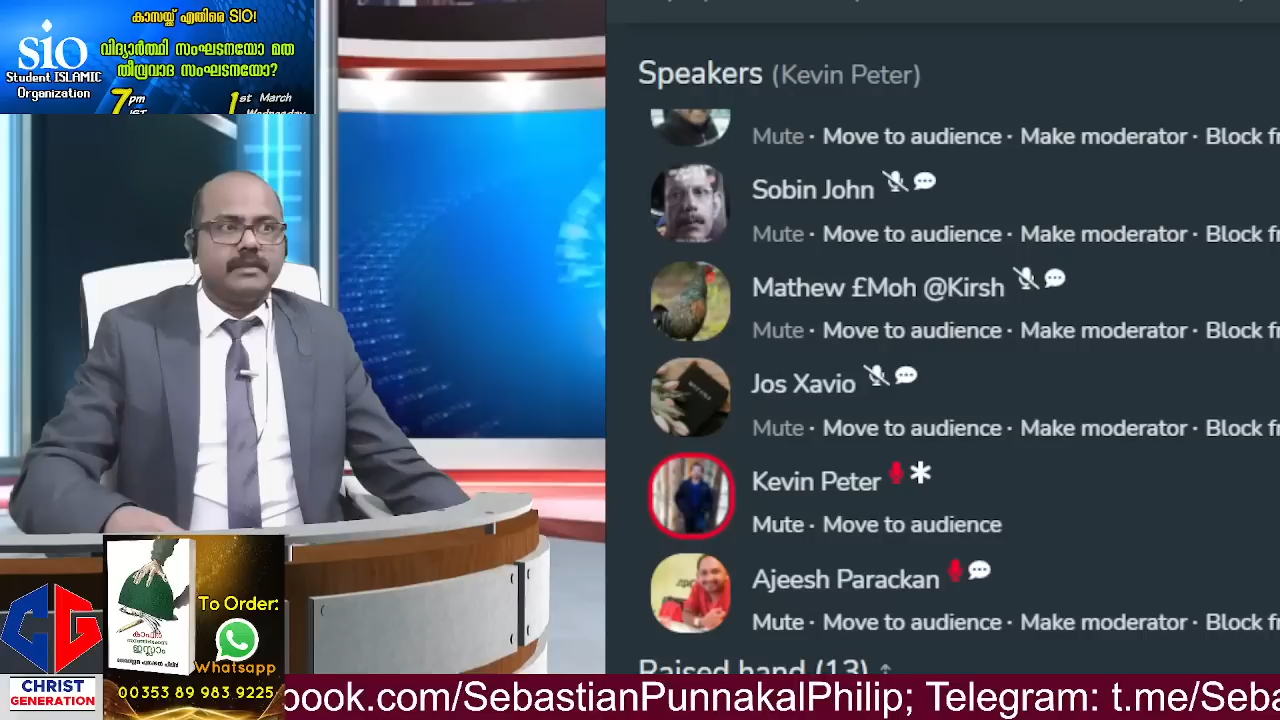 കാസയ്ക്ക് എതിരെ SIO!
sio
വിദ്യാർത്ഥി സംഘടനയോ മത
തീവ്രവാദ സംഘടനയോ?
Student ISLAMIC
Organization
7pm
IST
1st March
Wednesday
Speakers (Kevin Peter)
Mute · Move to audience · Make moderator · Block fr
Sobin John
Mute · Move to audience · Make moderator · Block fr
Mathew £Moh @Kirsh
Mute · Move to audience · Make moderator · Block fr
Jos Xavio
Mute · Move to audience · Make moderator · Block fr
Kevin Peter
Mute · Move to audience
Ajeesh Parackan
Mute · Move to audience · Make moderator · Block fr
Raised hand (13)
CG
CHRIST
GENERATION
കാഫിർ
ഇസ്ലാം
To Order:
Whatsapp
00353 89 983 9225
book.com/SebastianPunnakalPhilip; Telegram: t.me/Seba